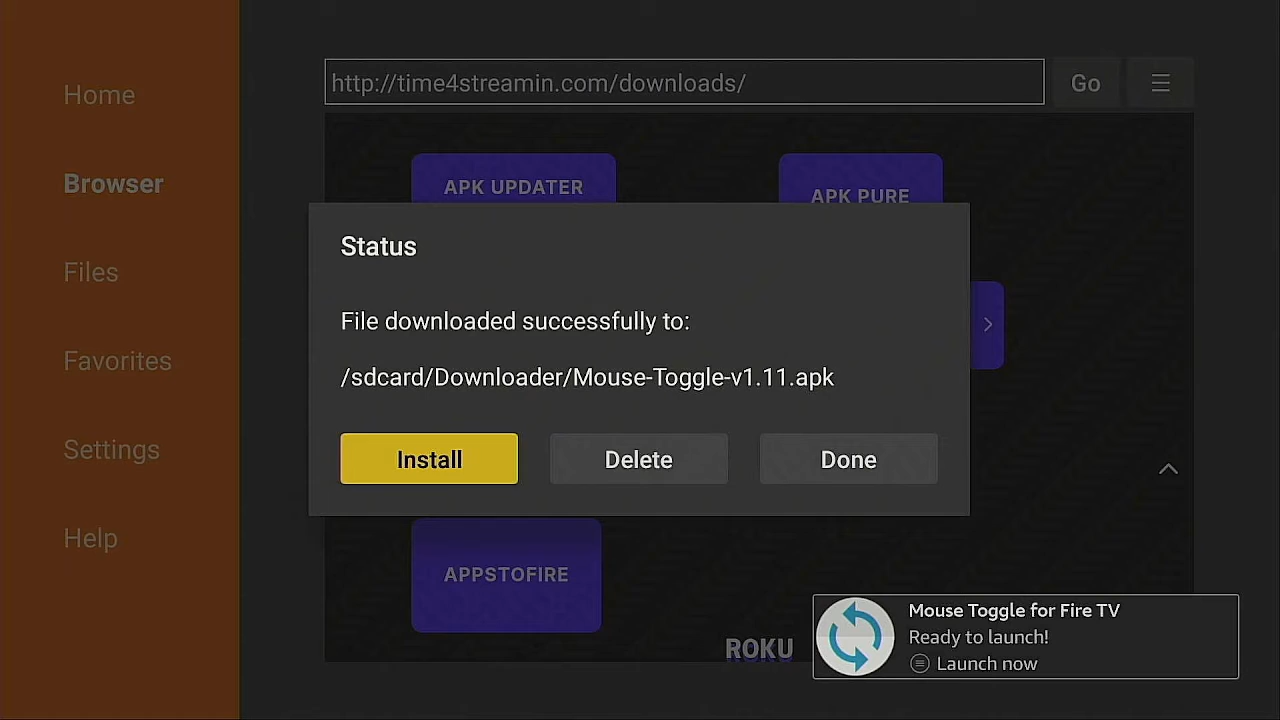 Home
Browser
Files
Favorites
Settings
Help
http://time4streamin.com/downloads/
Go
APK UPDATER
APK PURE
Status
File downloaded successfully to:
/sdcard/Downloader/Mouse-Toggle-v1.11.apk
Install
Delete
Done
APPSTOFIRE
ROKU
Mouse Toggle for Fire TV
Ready to launch!
Launch now